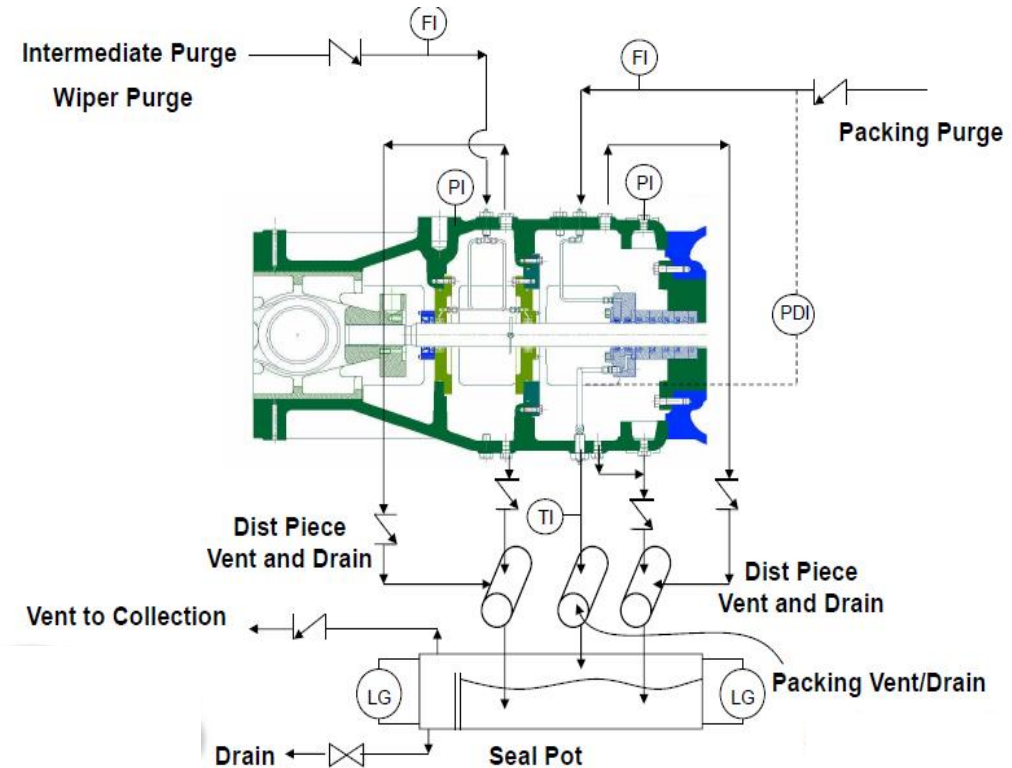 FI
Intermediate Purge
Wiper Purge
FI
Packing Purge
PI
PI
PDI
TI
Dist Piece
Vent and Drain
Dist Piece
Vent and Drain
Vent to Collection
LG
LG
Packing Vent/Drain
Drain
Seal Pot